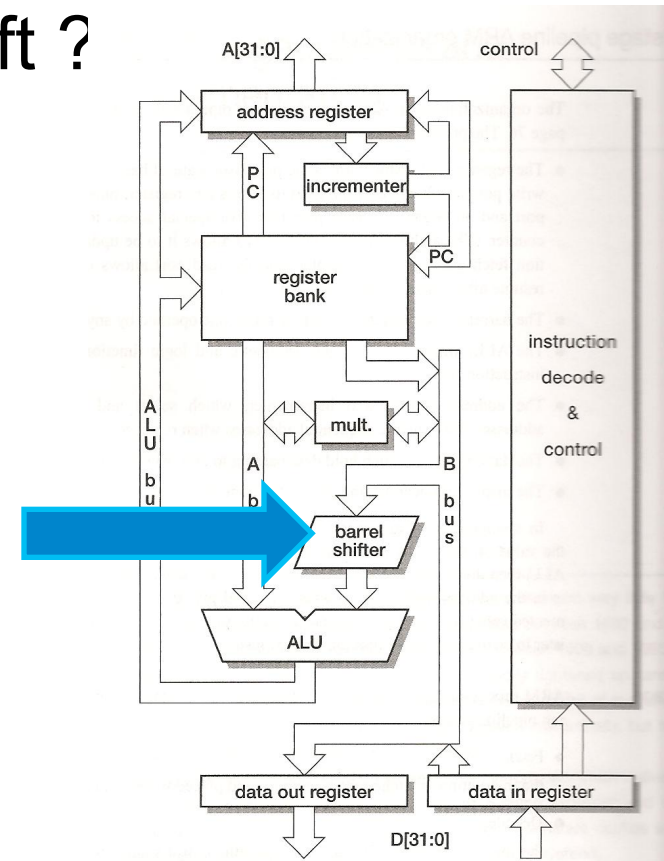 ft ?
A[31:0]
control
address register
P
C
incrementer
PC
register
bank
instruction
decode
&
control
mult.
A
L
U
b
u
A
b
B
b
u
s
barrel
shifter
ALU
data out register
data in register
D[31:0]